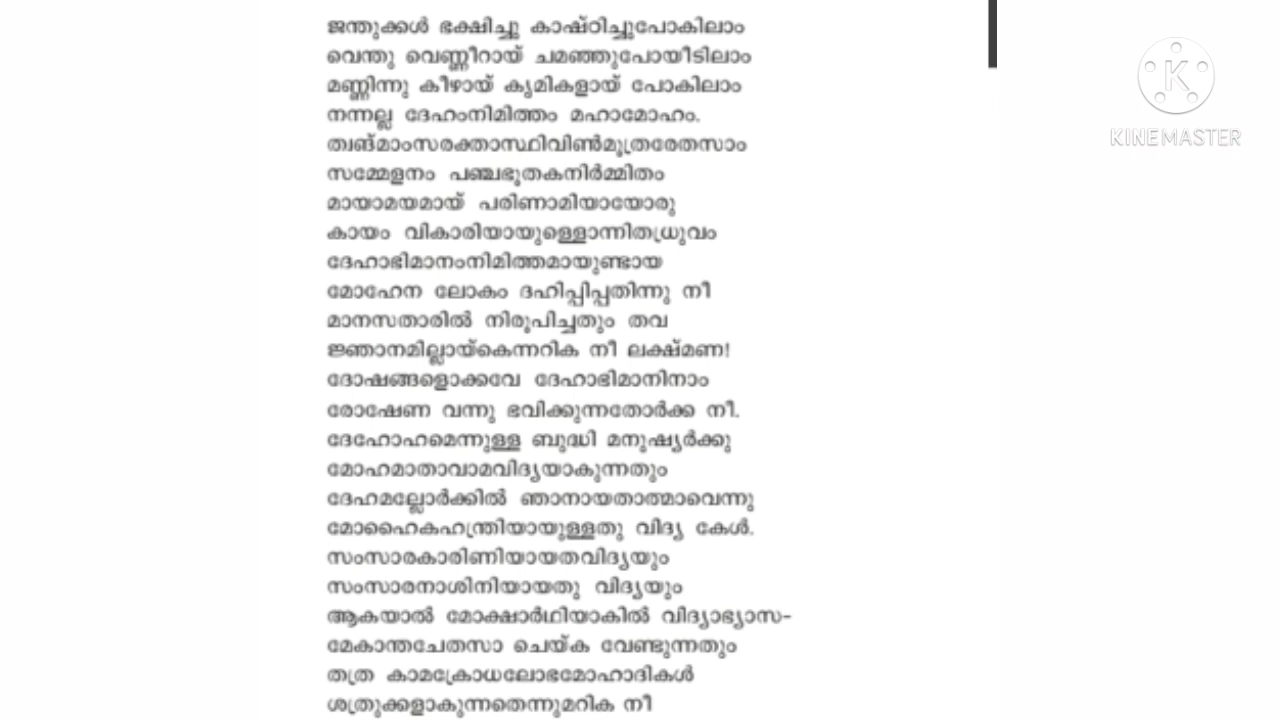 ജന്തുക്കൾ ഭക്ഷിച്ചു കാഷ്ഠിച്ചുപോകിലാം
വെന്തു വെണ്ണീറായ് ചമഞ്ഞുപോയീടിലാം
മണ്ണിന്നു കീഴായ് കൃമികളായ് പോകിലാം
നന്നല്ല ദേഹംനിമിത്തം മഹാമോഹം.
ത്വങ്മാംസരക്താസ്ഥിവിൺമൂത്രരേതസാം
സമ്മേളനം പഞ്ചഭൂതകനിർമ്മിതം
മായാമയമായ് പരിണാമിയായോരു
കായം വികാരിയായുള്ളൊന്നിതധ്രുവം
ദേഹാഭിമാനംനിമിത്തമായുണ്ടായ
മോഹേന ലോകം ദഹിപ്പിപ്പതിന്നു നീ
മാനസതാരിൽ നിരൂപിച്ചതും തവ
ജ്ഞാനമില്ലായ്കെന്നറിക നീ ലക്ഷ്മണ!
ദോഷങ്ങളൊക്കവേ ദേഹാഭിമാനിനാം
രോഷേണ വന്നു ഭവിക്കുന്നതോർക്ക നീ.
ദേഹോഹമെന്നുള്ള ബുദ്ധി മനുഷ്യർക്കു
മോഹമാതാവാമവിദ്യയാകുന്നതും
ദേഹമല്ലോർക്കിൽ ഞാനായതാത്മാവെന്നു
മോഹൈകഹന്ത്രിയായുള്ളതു വിദ്യ കേൾ.
സംസാരകാരിണിയായതവിദ്യയും
സംസാരനാശിനിയായതു വിദ്യയും
ആകയാൽ മോക്ഷാർഥിയാകിൽ വിദ്യാഭ്യാസ-
മേകാന്തചേതസാ ചെയ്ക വേണ്ടുന്നതും
തത്ര കാമക്രോധലോഭമോഹാദികൾ
ശത്രുക്കളാകുന്നതെന്നുമറിക നീ
K
KINEMASTER